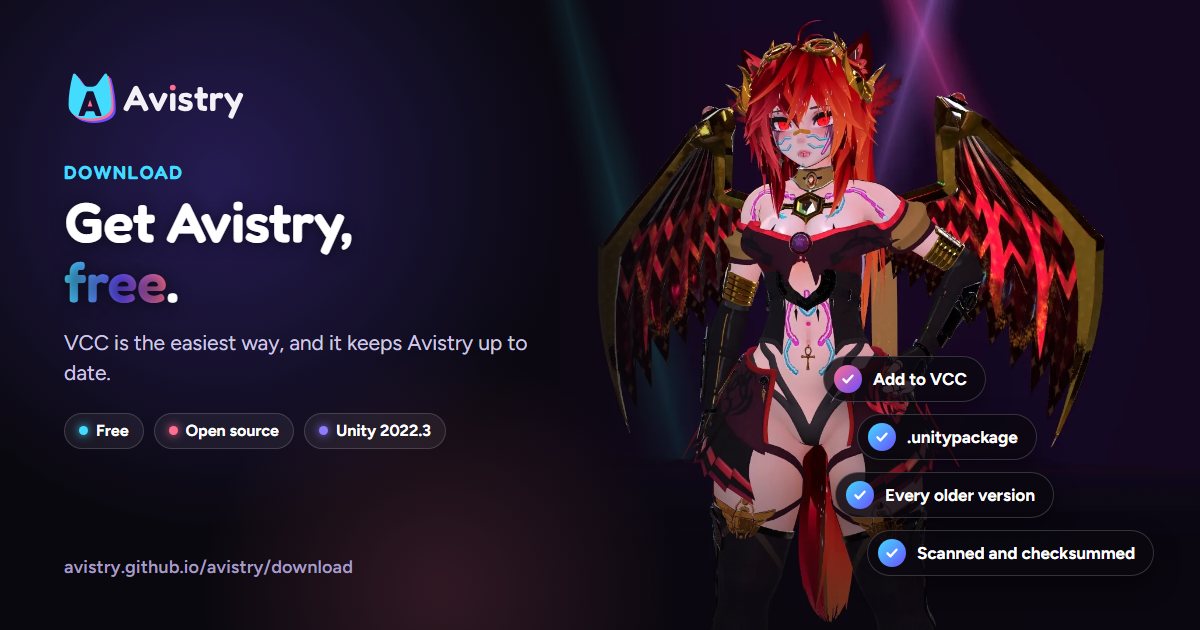 Avistry
DOWNLOAD
Get Avistry,
free.
VCC is the easiest way, and it keeps Avistry up to
date.
Free
Open source
Unity 2022.3
Add to VCC
.unitypackage
Every older version
Scanned and checksummed
avistry.github.io/avistry/download